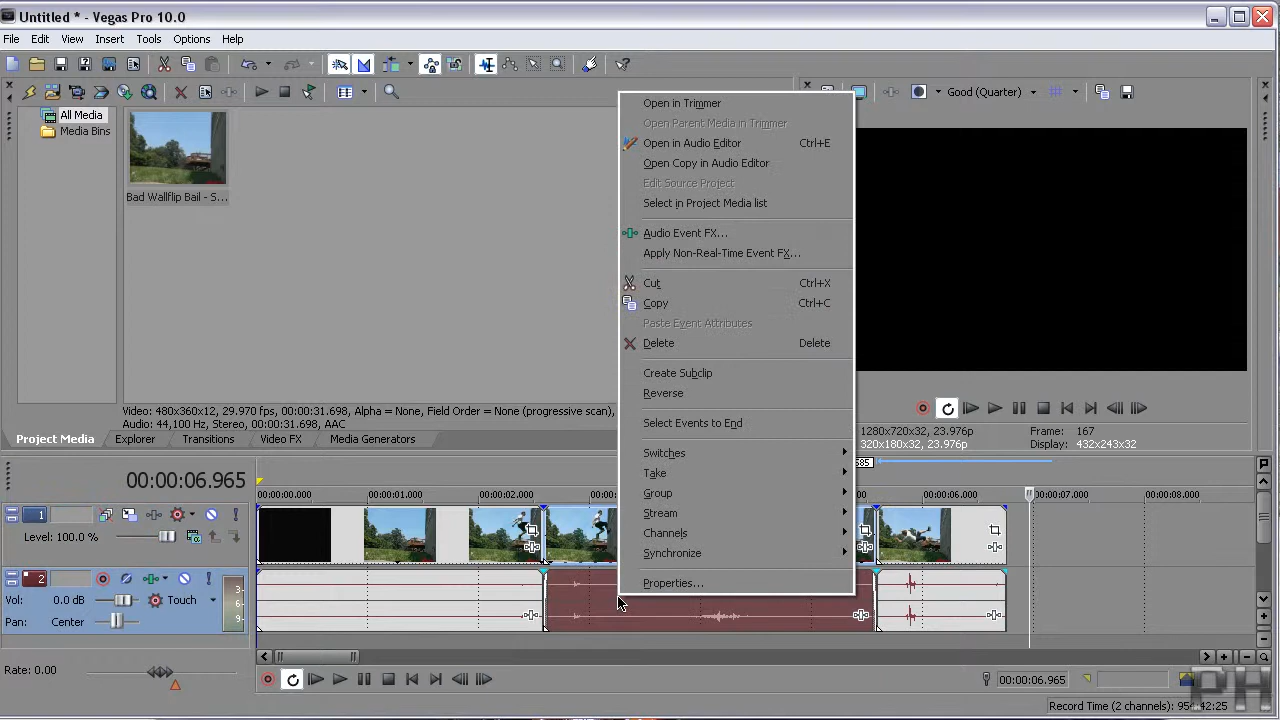 Untitled * - Vegas Pro 10.0
File Edit View Insert Tools Options Help
Good (Quarter)
All Media
Media Bins
Bad Wallflip Bail - S...
Open in Trimmer
Open Parent Media in Trimmer
Open in Audio Editor Ctrl+E
Open Copy in Audio Editor
Edit Source Project
Select in Project Media list
Audio Event FX...
Apply Non-Real-Time Event FX...
Cut Ctrl+X
Copy Ctrl+C
Paste Event Attributes
Delete Delete
Create Subclip
Reverse
Select Events to End
Switches
Take
Group
Stream
Channels
Synchronize
Properties...
Video: 480x360x12, 29.970 fps, 00:00:31.698, Alpha = None, Field Order = None (progressive scan),
Audio: 44,100 Hz, Stereo, 00:00:31.698, AAC
Project Media Explorer Transitions Video FX Media Generators
1280x720x32, 23.976p Frame: 167
320x180x32, 23.976p Display: 432x243x32
00:00:06.965
00:00:00.000 00:00:01.000 00:00:02.000 00:00:06.000 00:00:07.000 00:00:08.000
1
Level: 100.0 %
2
Vol: 0.0 dB Touch
Pan: Center
3
6
9
Rate: 0.00
00:00:06.965
PH